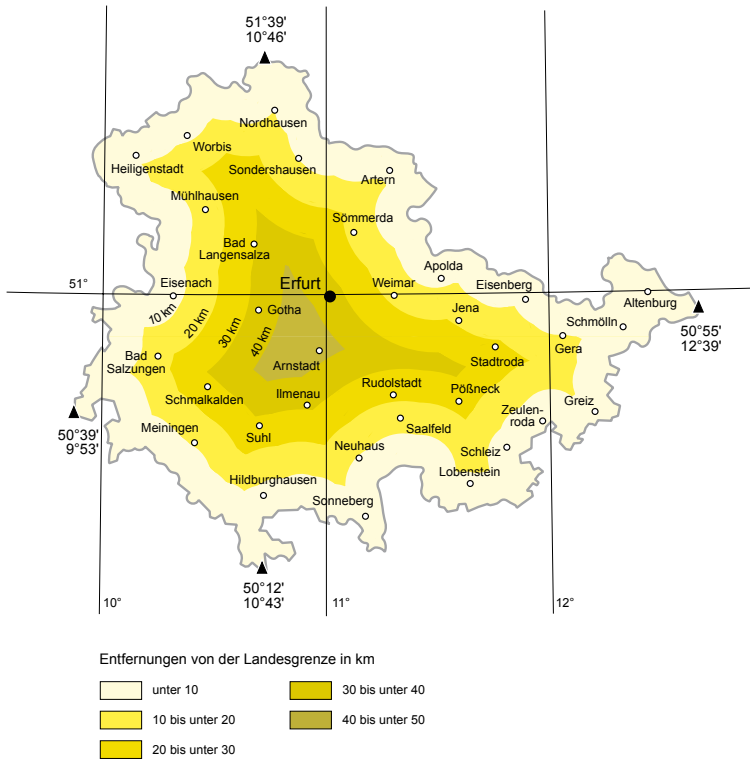 51°39'
10°46'
Nordhausen
Worbis
Heiligenstadt
Sondershausen
Artern
Mühlhausen
Sömmerda
Bad
Langensalza
Apolda
51°
Eisenach
Erfurt
Weimar
Eisenberg
Altenburg
10 km
20 km
30 km
40 km
Gotha
Jena
Schmölln
50°55'
12°39'
Gera
Bad
Salzungen
Arnstadt
Stadtroda
Schmalkalden
Ilmenau
Rudolstadt
Pößneck
Zeulen-
roda
Greiz
50°39'
9°53'
Meiningen
Suhl
Saalfeld
Neuhaus
Schleiz
Lobenstein
Hildburghausen
Sonneberg
50°12'
10°43'
10°
11°
12°
Entfernungen von der Landesgrenze in km
unter 10
10 bis unter 20
20 bis unter 30
30 bis unter 40
40 bis unter 50